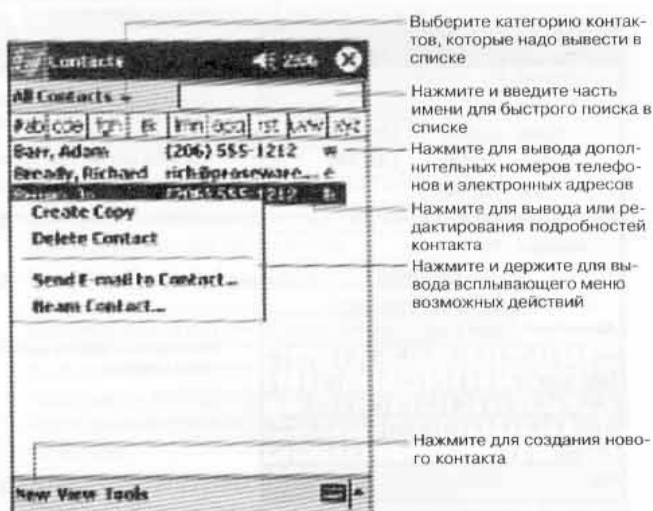 Выберите категорию контак-
тов, которые надо вывести в
списке
Contacts 2:06
All Contacts
Нажмите и введите часть
имени для быстрого поиска в
списке
#ab cde fgh ijk lmn opq rst uvw xyz
Barr, Adam (206) 555-1212 w
Bready, Richard rich@proseware... e
Нажмите для вывода допол-
нительных номеров телефо-
нов и электронных адресов
555-1212 h
Нажмите для вывода или ре-
дактирования подробностей
контакта
Create Copy
Delete Contact
Send E-mail to Contact...
Beam Contact...
Нажмите и держите для вы-
вода всплывающего меню
возможных действий
Нажмите для создания ново-
го контакта
New View Tools